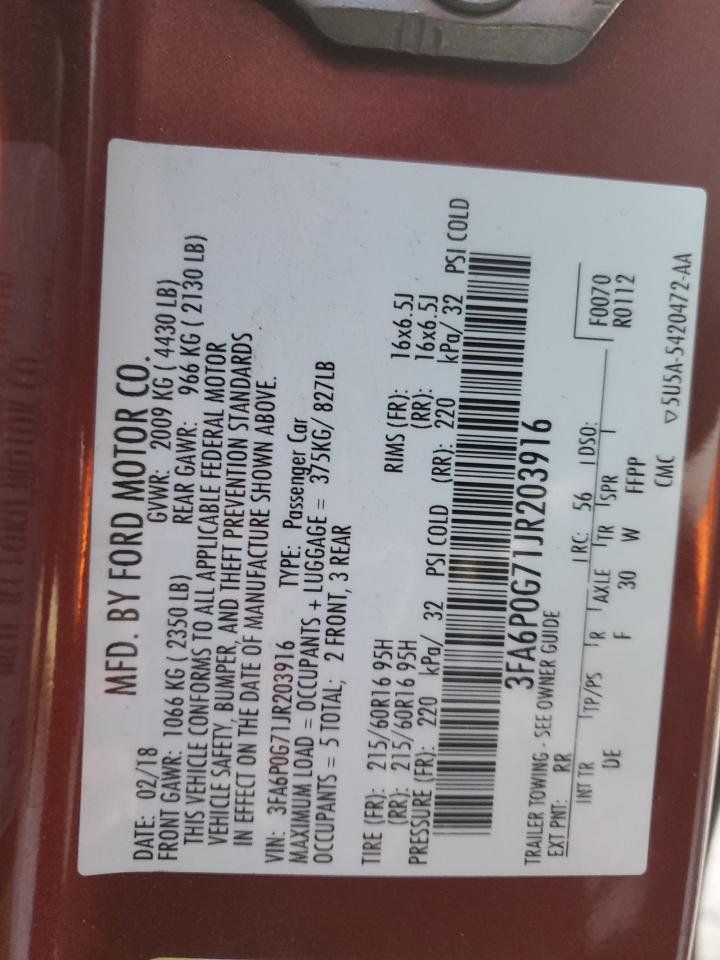 MFD. BY FORD MOTOR CO.
DATE: 02/18 GVWR: 2009 KG ( 4430 LB)
FRONT GAWR: 1066 KG ( 2350 LB) REAR GAWR: 966 KG ( 2130 LB)
THIS VEHICLE CONFORMS TO ALL APPLICABLE FEDERAL MOTOR
VEHICLE SAFETY, BUMPER, AND THEFT PREVENTION STANDARDS
IN EFFECT ON THE DATE OF MANUFACTURE SHOWN ABOVE.
VIN: 3FA6P0G71JR203916 TYPE: Passenger Car
MAXIMUM LOAD = OCCUPANTS + LUGGAGE = 375KG/ 827LB
OCCUPANTS = 5 TOTAL; 2 FRONT, 3 REAR
TIRE (FR): 215/60R16 95H RIMS (FR): 16x6.5J
(RR): 215/60R16 95H (RR): 16x6.5J
PRESSURE (FR): 220 kPa/ 32 PSI COLD (RR): 220 kPa/ 32 PSI COLD
3FA6P0G71JR203916
TRAILER TOWING - SEE OWNER GUIDE
EXT PNT: RR RC: 56 DSO: F0070
R0112
INT TR TP/PS R AXLE TR SPR
DE F 30 W FFPP
CMC ▽5U5A-5420472-AA